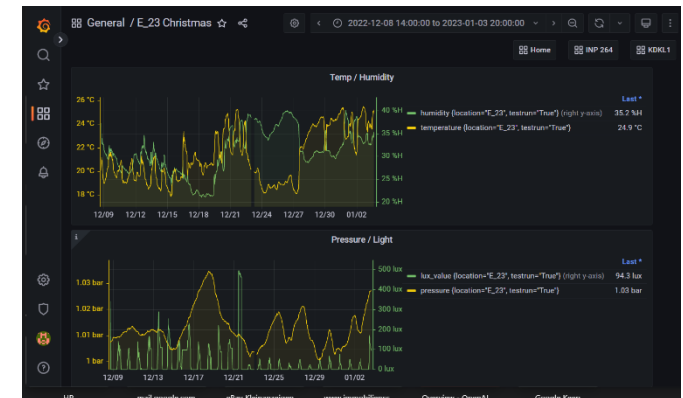 General / E_23 Christmas
2022-12-08 14:00:00 to 2023-01-03 20:00:00
Home
INP 264
KDKL1
Temp / Humidity
26 °C
24 °C
22 °C
20 °C
18 °C
40 %H
35 %H
30 %H
25 %H
20 %H
12/09 12/12 12/15 12/18 12/21 12/24 12/27 12/30 01/02
Last *
humidity {location="E_23", testrun="True"} (right y-axis) 35.2 %H
temperature {location="E_23", testrun="True"} 24.9 °C
i
Pressure / Light
1.03 bar
1.02 bar
1.01 bar
1 bar
500 lux
400 lux
300 lux
200 lux
100 lux
0 lux
12/09 12/13 12/17 12/21 12/25 12/29 01/02
Last *
lux_value {location="E_23", testrun="True"} (right y-axis) 94.3 lux
pressure {location="E_23", testrun="True"} 1.03 bar